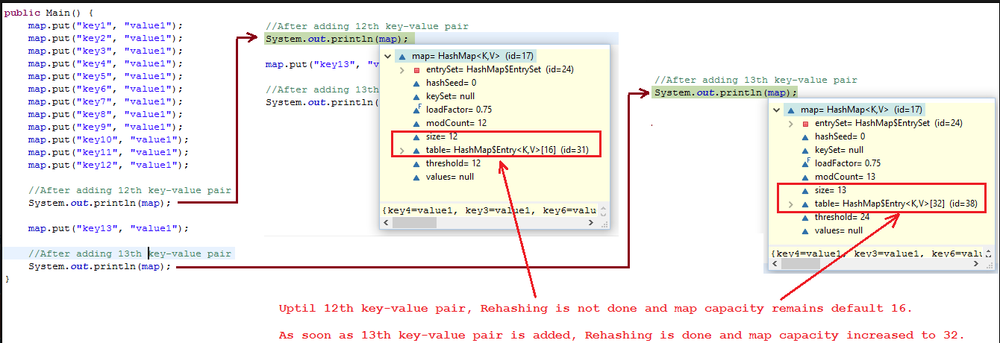 public Main() {
map.put("key1", "value1");
map.put("key2", "value1");
map.put("key3", "value1");
map.put("key4", "value1");
map.put("key5", "value1");
map.put("key6", "value1");
map.put("key7", "value1");
map.put("key8", "value1");
map.put("key9", "value1");
map.put("key10", "value1");
map.put("key11", "value1");
map.put("key12", "value1");
//After adding 12th key-value pair
System.out.println(map);
map.put("key13", "value1");
//After adding 13th key-value pair
System.out.println(map);
}
//After adding 12th key-value pair
System.out.println(map);
map.put("key13", "v
//After adding 13th
System.out.println(
map= HashMap<K,V> (id=17)
entrySet= HashMap$EntrySet (id=24)
hashSeed= 0
keySet= null
F loadFactor= 0.75
modCount= 12
size= 12
table= HashMap$Entry<K,V>[16] (id=31)
threshold= 12
values= null
{key4=value1, key3=value1, key6=valu
//After adding 13th key-value pair
System.out.println(map);
map= HashMap<K,V> (id=17)
entrySet= HashMap$EntrySet (id=24)
hashSeed= 0
keySet= null
F loadFactor= 0.75
modCount= 13
size= 13
table= HashMap$Entry<K,V>[32] (id=38)
threshold= 24
values= null
{key4=value1, key3=value1, key6=valu
Uptil 12th key-value pair, Rehashing is not done and map capacity remains default 16.
As soon as 13th key-value pair is added, Rehashing is done and map capacity increased to 32.